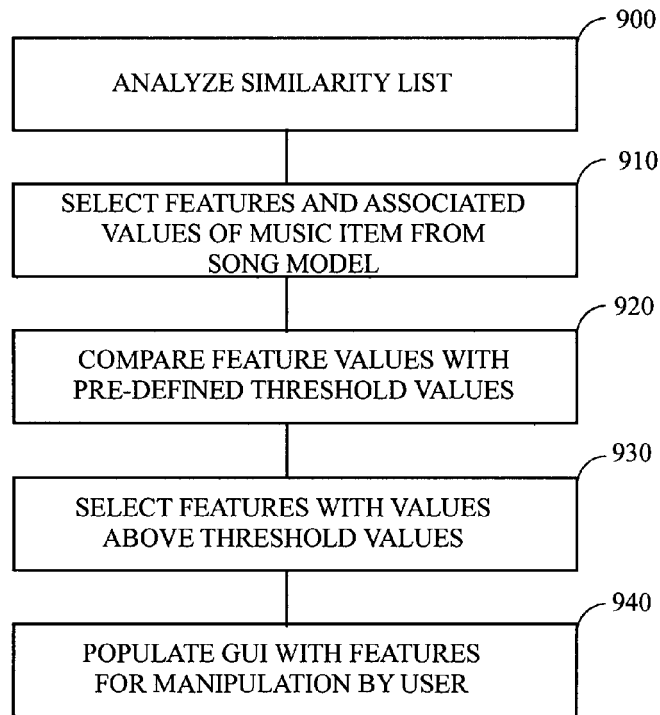 900
ANALYZE SIMILARITY LIST
910
SELECT FEATURES AND ASSOCIATED
VALUES OF MUSIC ITEM FROM
SONG MODEL
920
COMPARE FEATURE VALUES WITH
PRE-DEFINED THRESHOLD VALUES
930
SELECT FEATURES WITH VALUES
ABOVE THRESHOLD VALUES
940
POPULATE GUI WITH FEATURES
FOR MANIPULATION BY USER